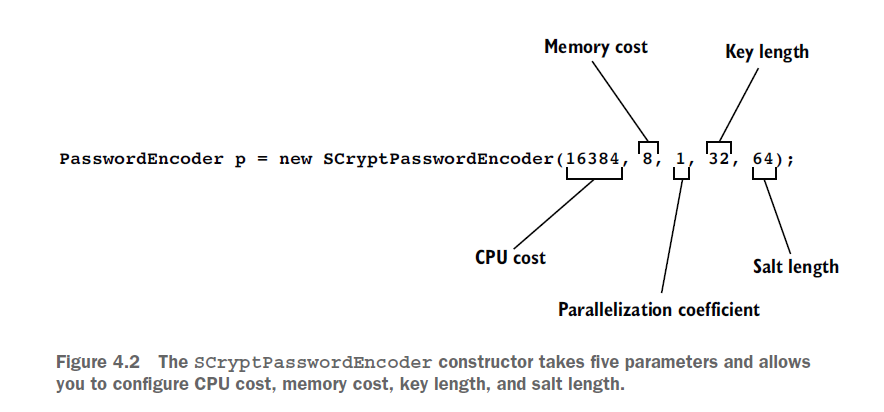 Memory cost
Key length
PasswordEncoder p = new SCryptPasswordEncoder(16384, 8, 1, 32, 64);
CPU cost
Salt length
Parallelization coefficient
Figure 4.2 The SCryptPasswordEncoder constructor takes five parameters and allows
you to configure CPU cost, memory cost, key length, and salt length.